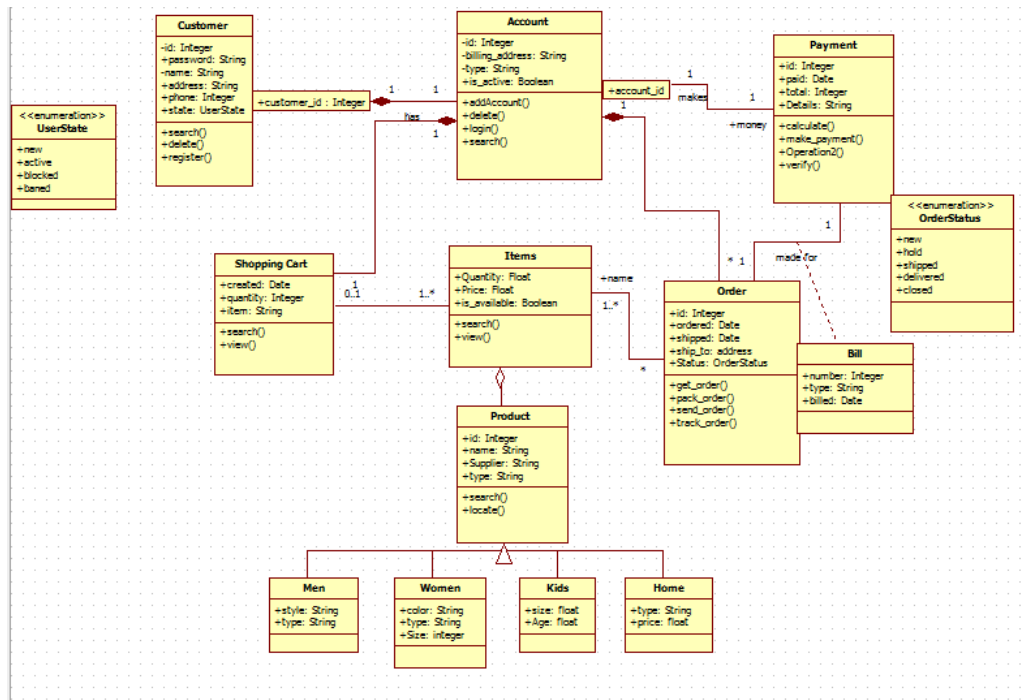 Customer
-id: Integer
+password: String
-name: String
+address: String
+phone: Integer
+state: UserState
+search()
+delete()
+register()
+customer_id : Integer
1
1
Account
-id: Integer
-billing_address: String
-type: String
+is_active: Boolean
+addAccount()
+delete()
+login()
+search()
has
1
+account_id
1
makes
1
1
+money
Payment
+id: Integer
+paid: Date
+total: Integer
+Details: String
+calculate()
+make_payment()
+Operation2()
+verify()
<<enumeration>>
UserState
+new
+active
+blocked
+baned
<<enumeration>>
OrderStatus
+new
+hold
+shipped
+delivered
+closed
1
made for
* 1
Shopping Cart
+created: Date
+quantity: Integer
+item: String
+search()
+view()
1
0..1
1..*
Items
+Quantity: Float
+Price: Float
+is_available: Boolean
+search()
+view()
+name
1..*
*
Order
+id: Integer
+ordered: Date
+shipped: Date
+ship_to: address
+Status: OrderStatus
+get_order()
+pack_order()
+send_order()
+track_order()
Bill
+number: Integer
+type: String
+billed: Date
Product
+id: Integer
+name: String
+Supplier: String
+type: String
+search()
+locate()
Men
+style: String
+type: String
Women
+color: String
+type: String
+Size: integer
Kids
+size: float
+Age: float
Home
+type: String
+price: float